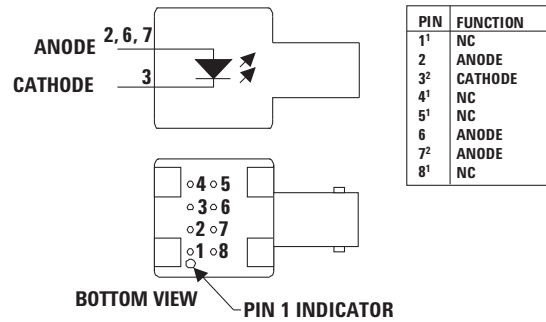 ANODE 2, 6, 7
CATHODE 3
4 5
3 6
2 7
1 8
BOTTOM VIEW
PIN 1 INDICATOR
PIN FUNCTION
1¹ NC
2 ANODE
3² CATHODE
4¹ NC
5¹ NC
6 ANODE
7² ANODE
8¹ NC